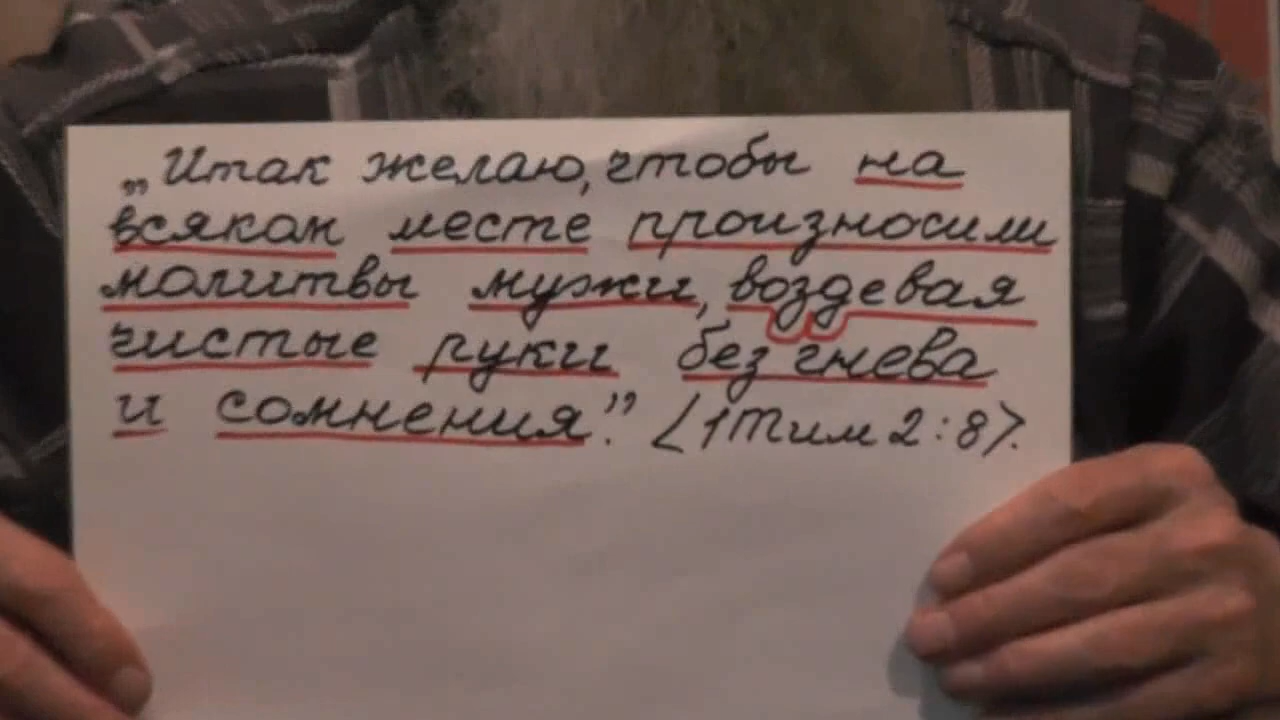 „Итак желаю, чтобы на
всяком месте произносили
молитвы мужи, воздевая
чистые руки без гнева
и сомнения." (1Тим 2:8).